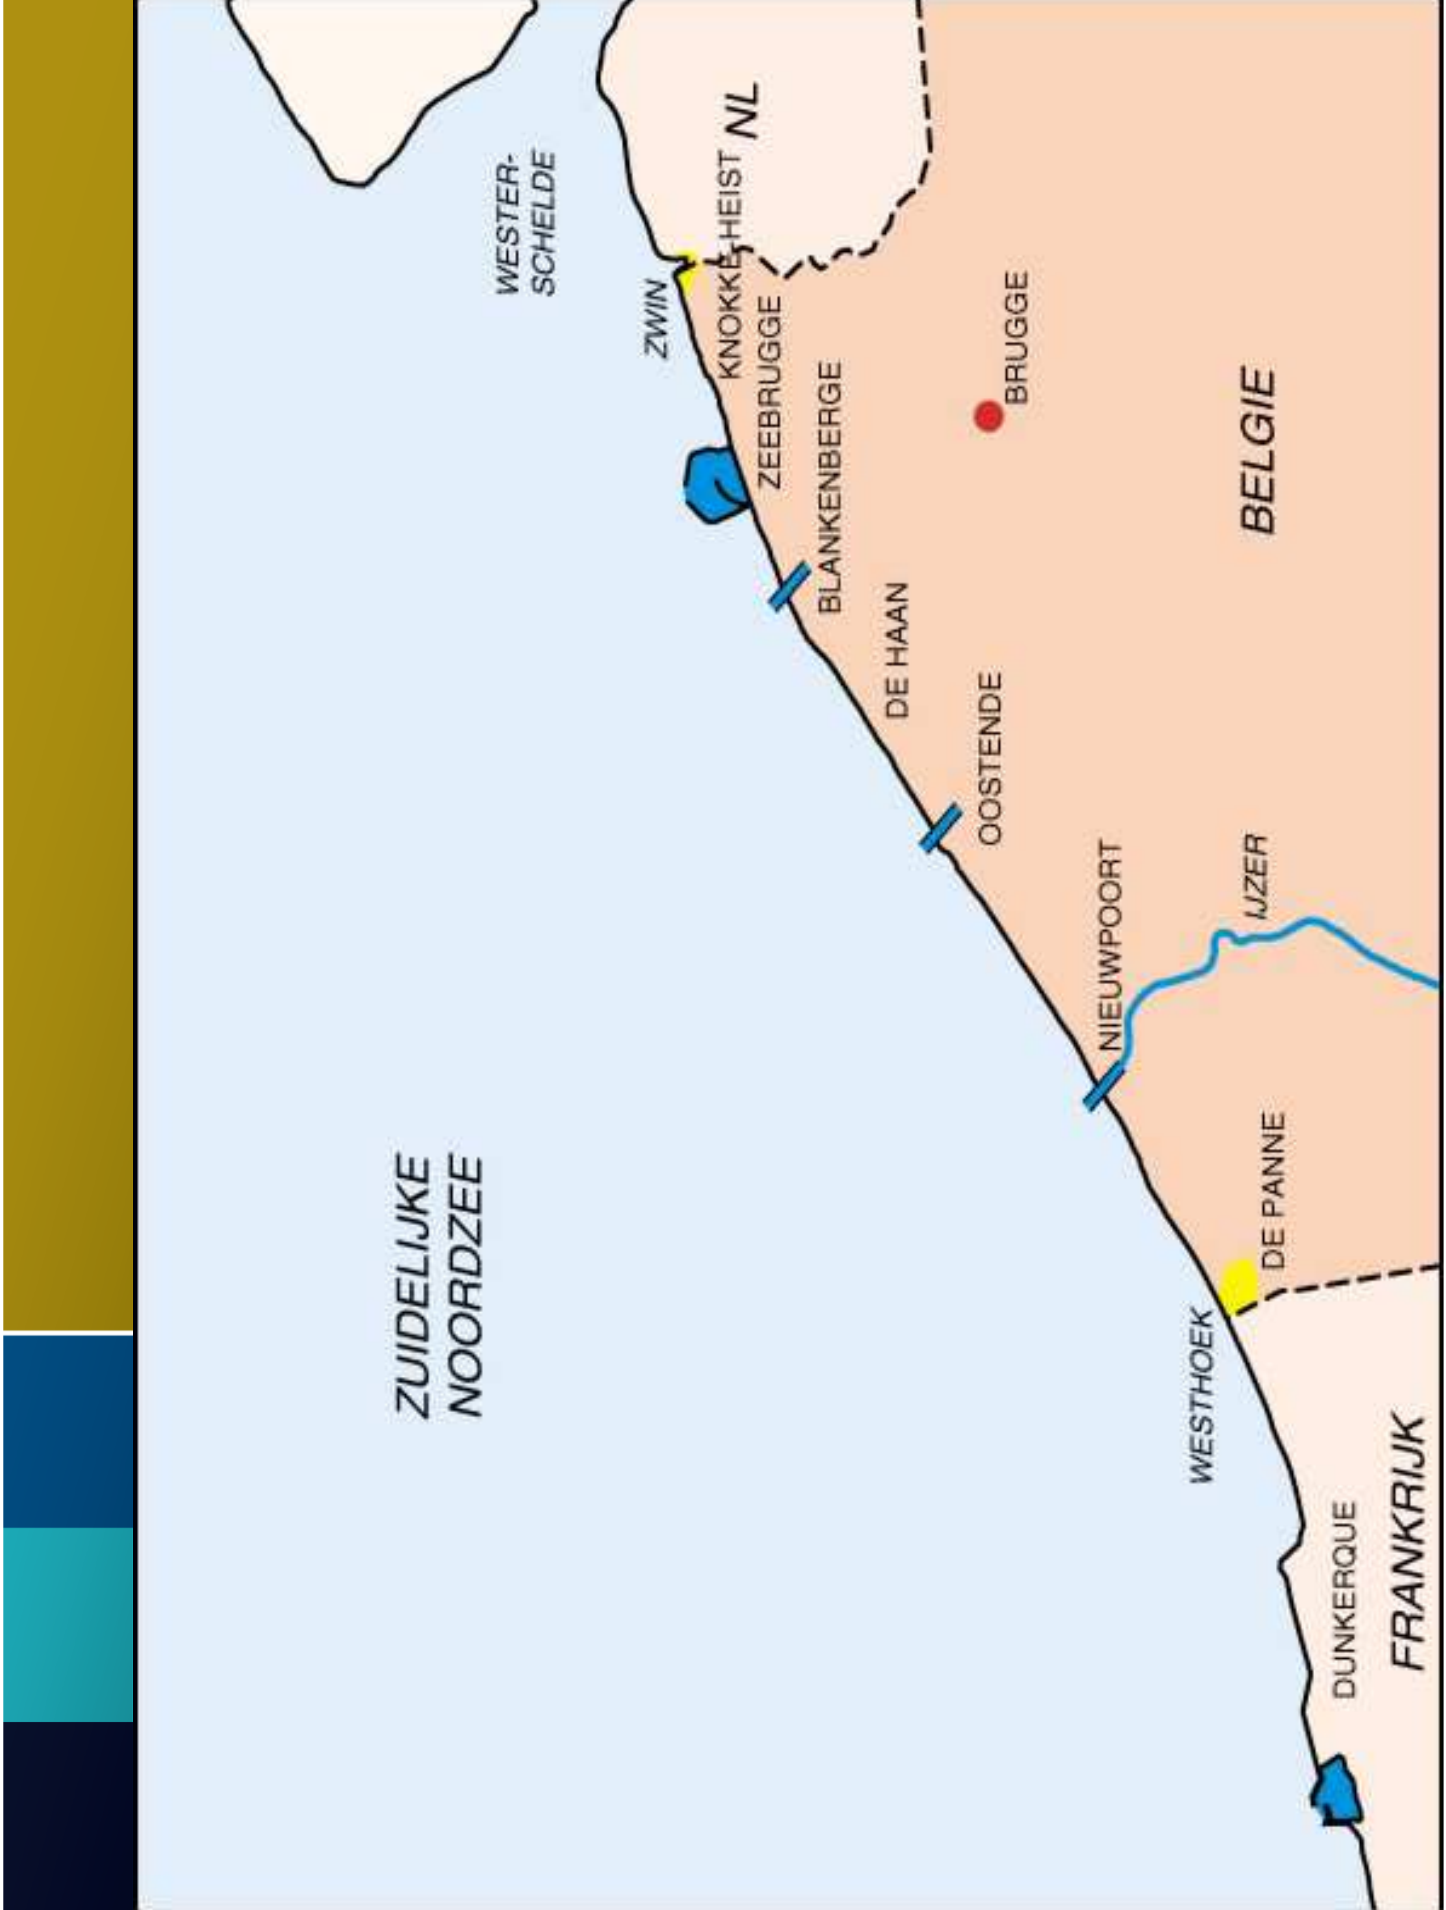 WESTER-
SCHELDE
NL
ZWIN
KNOKKE-HEIST
ZEEBRUGGE
BLANKENBERGE
BRUGGE
DE HAAN
BELGIE
OOSTENDE
ZUIDELIJKE
NOORDZEE
NIEUWPOORT
IJZER
WESTHOEK
DE PANNE
DUNKERQUE
FRANKRIJK